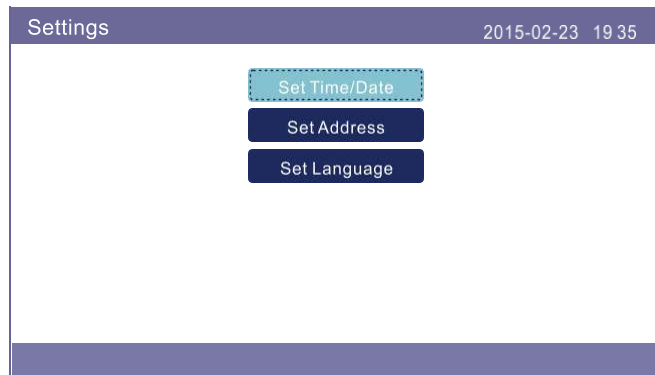 Settings
2015-02-23 19 35
Set Time/Date
Set Address
Set Language